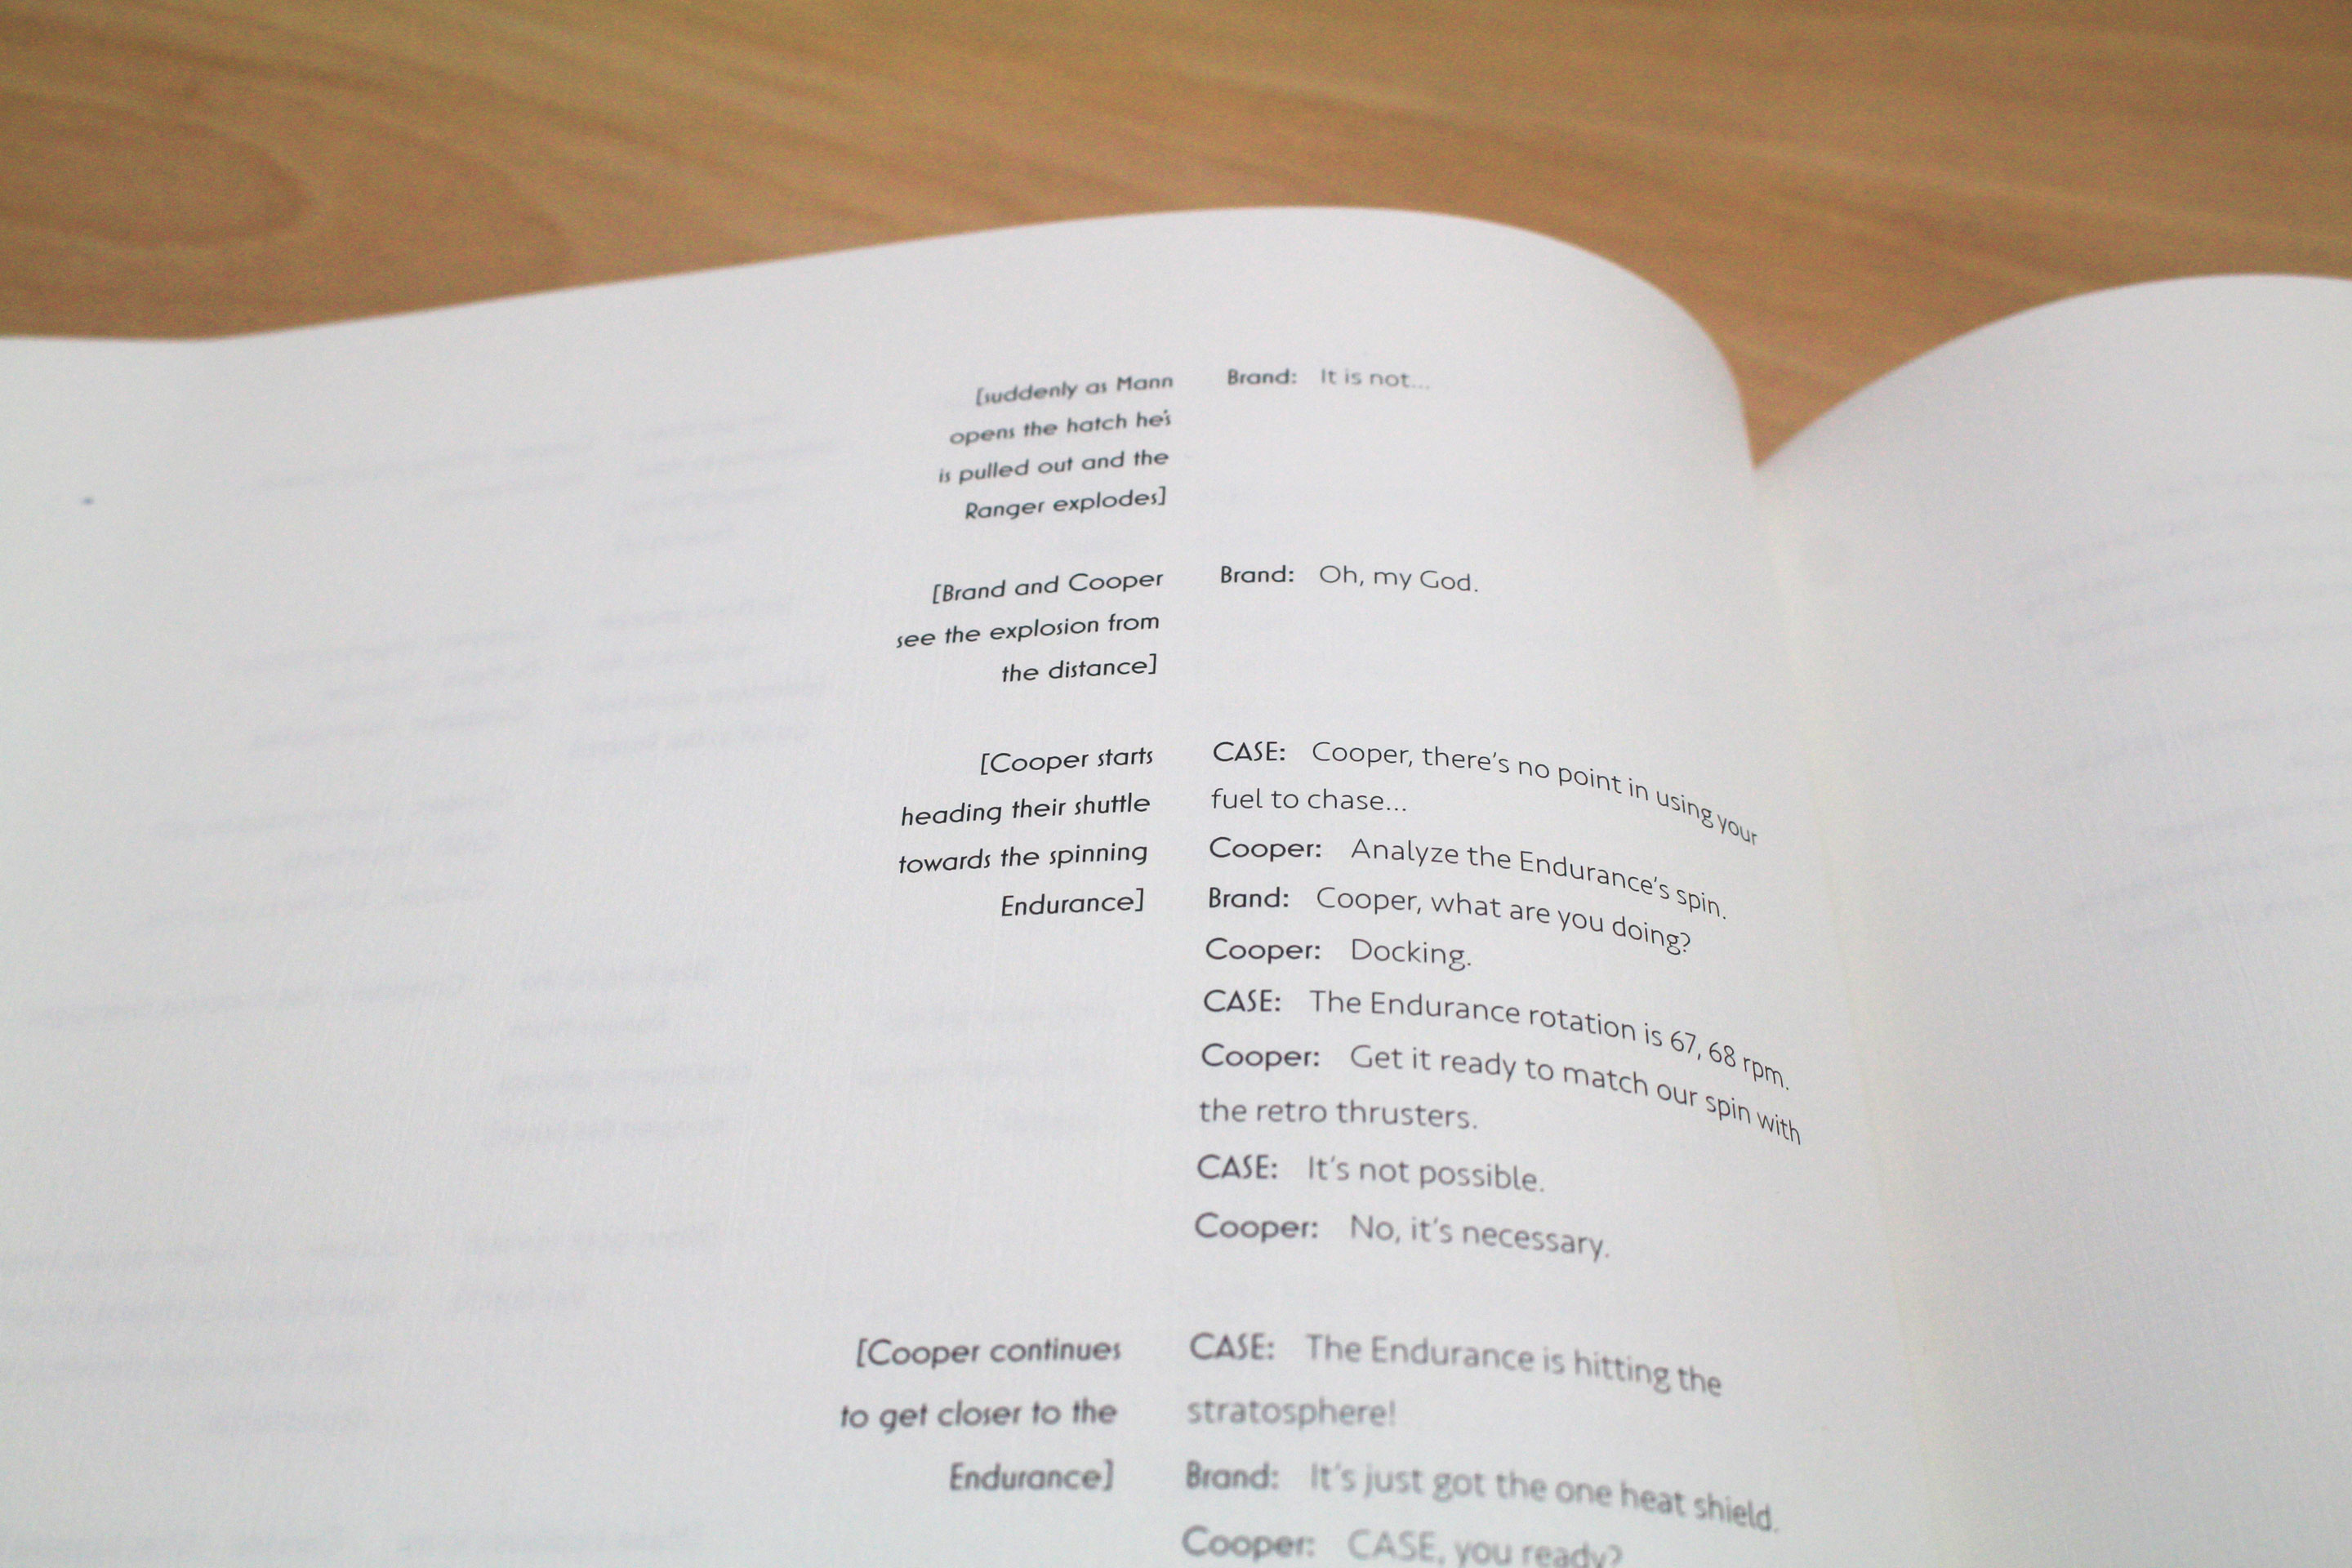 [suddenly as Mann
opens the hatch he's
is pulled out and the
Ranger explodes]
Brand: It is not...
[Brand and Cooper
see the explosion from
the distance]
Brand: Oh, my God.
[Cooper starts
heading their shuttle
towards the spinning
Endurance]
CASE: Cooper, there's no point in using your
fuel to chase...
Cooper: Analyze the Endurance's spin.
Brand: Cooper, what are you doing?
Cooper: Docking.
CASE: The Endurance rotation is 67, 68 rpm.
Cooper: Get it ready to match our spin with
the retro thrusters.
CASE: It's not possible.
Cooper: No, it's necessary.
[Cooper continues
to get closer to the
Endurance]
CASE: The Endurance is hitting the
stratosphere!
Brand: It's just got the one heat shield.
Cooper: CASE, you ready?